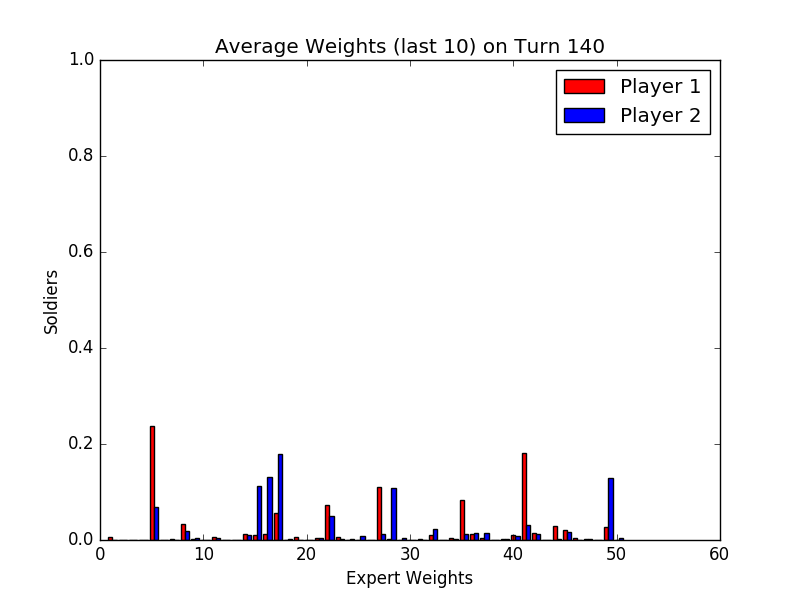 Average Weights (last 10) on Turn 140
1.0
0.8
0.6
0.4
0.2
0.0
Soldiers
Player 1
Player 2
0 10 20 30 40 50 60
Expert Weights